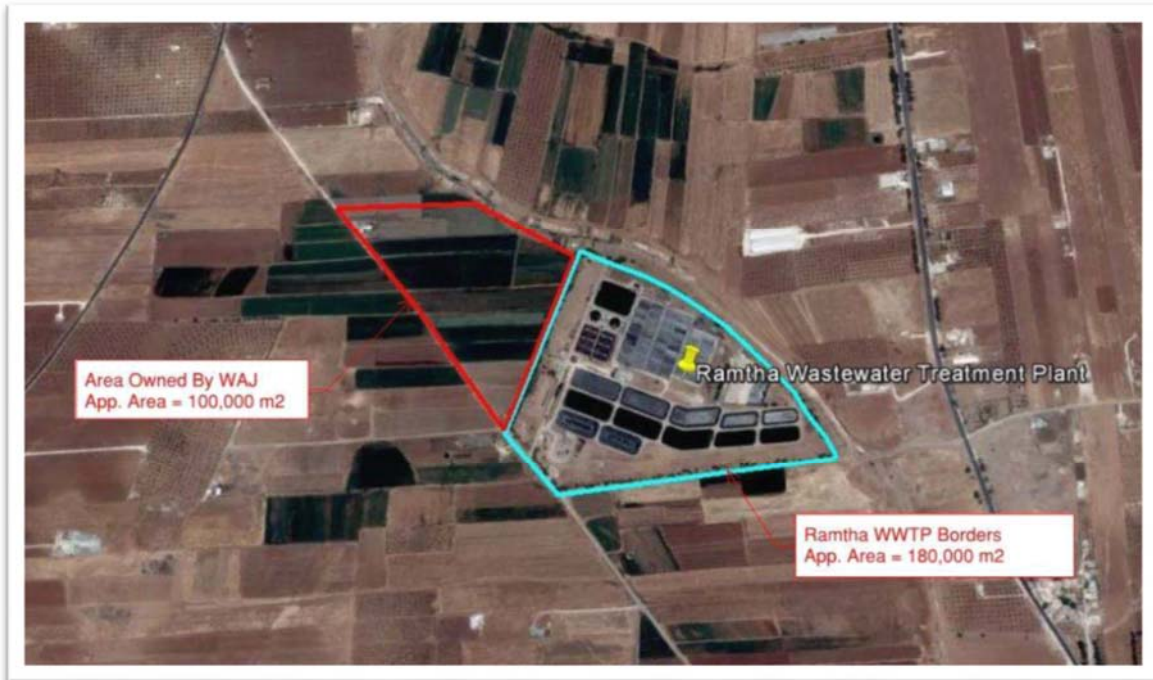 Area Owned By WAJ
App. Area = 100,000 m2
Ramtha Wastewater Treatment Plant
Ramtha WWTP Borders
App. Area = 180,000 m2